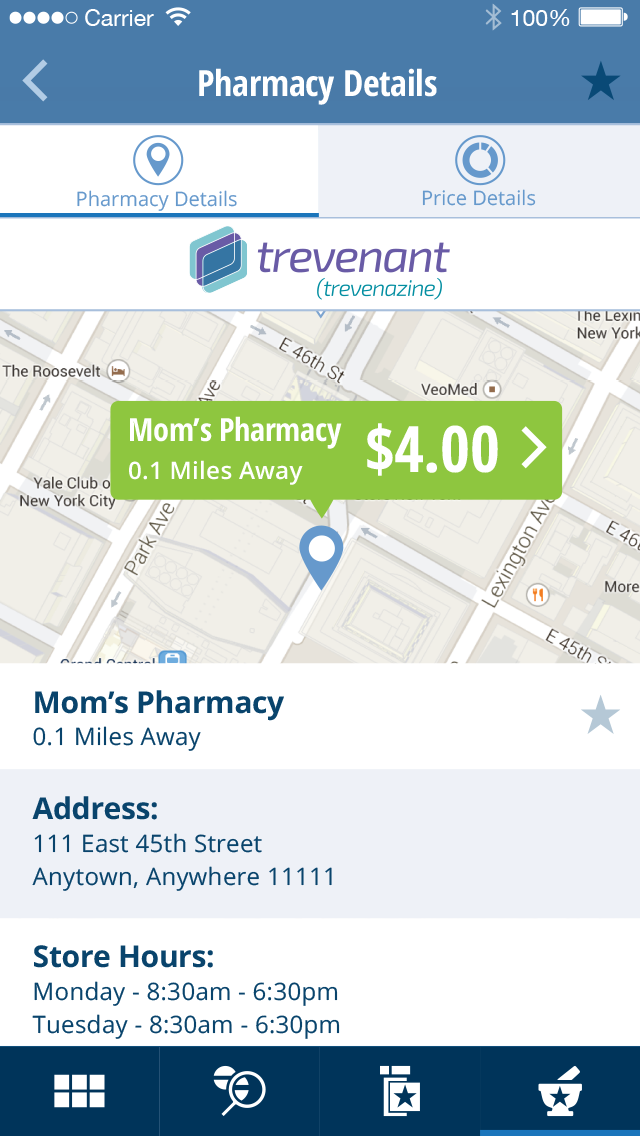 Carrier 100%
Pharmacy Details
Pharmacy Details
Price Details
trevenant
(trevenazine)
The Lexin
New York
E 46th St
The Roosevelt
Ave
VeoMed
Mom's Pharmacy
0.1 Miles Away
$4.00
Yale Club o
New York City
Park Ave
Lexington Ave
E 46
More
E 45th
Grand Central
Mom's Pharmacy
0.1 Miles Away
Address:
111 East 45th Street
Anytown, Anywhere 11111
Store Hours:
Monday - 8:30am - 6:30pm
Tuesday - 8:30am - 6:30pm